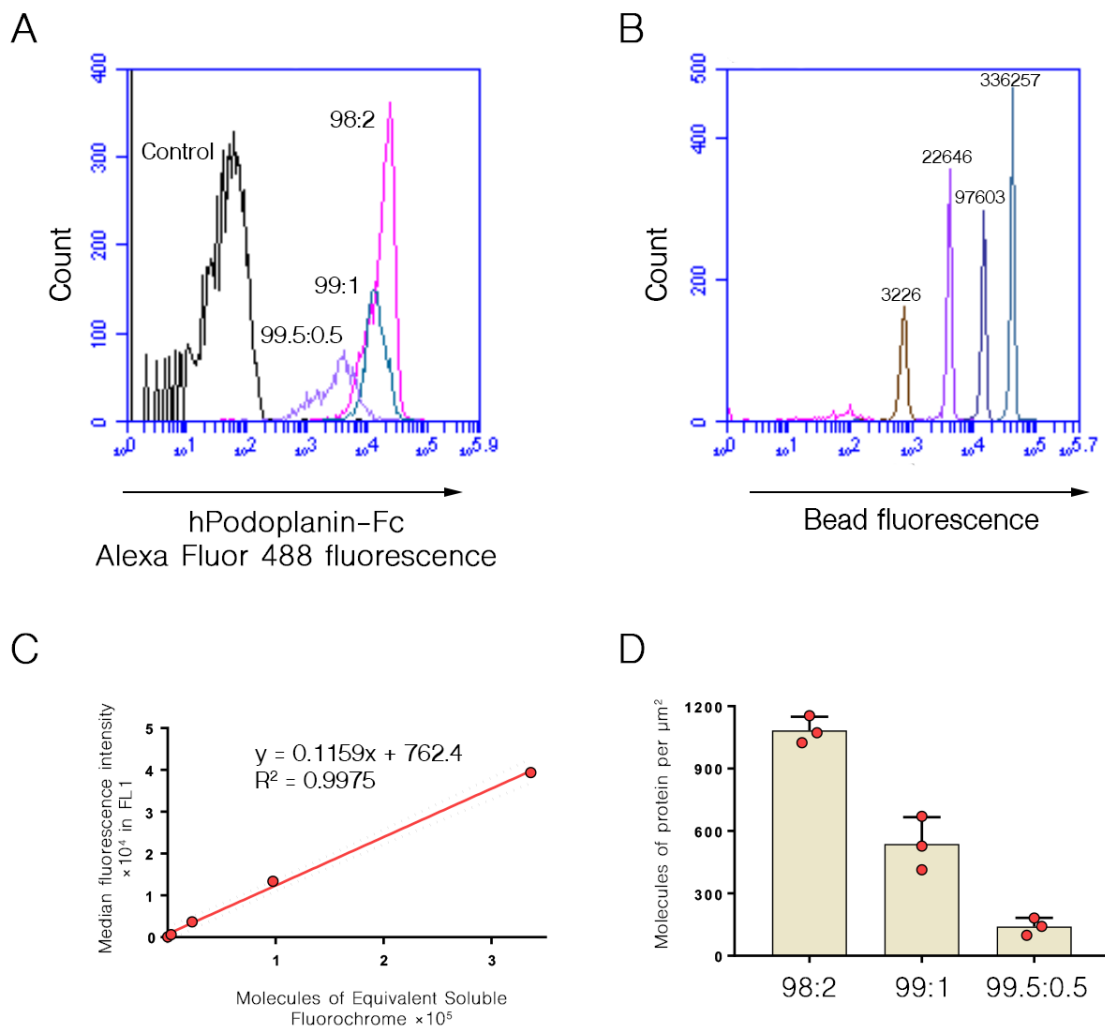 A
400
300
200
100
0
Count
Control
98:2
99:1
99.5:0.5
10^0 10^1 10^2 10^3 10^4 10^5 10^5.9
hPodoplanin-Fc
Alexa Fluor 488 fluorescence
B
500
400
200
0
Count
3226
22646
97603
336257
10^0 10^1 10^2 10^3 10^4 10^5 10^5.7
Bead fluorescence
C
Median fluorescence intensity
×10⁴ in FL1
5
4
3
2
1
0
y = 0.1159x + 762.4
R² = 0.9975
1 2 3
Molecules of Equivalent Soluble
Fluorochrome ×10⁵
D
Molecules of protein per µm²
1200
900
600
300
0
98:2 99:1 99.5:0.5